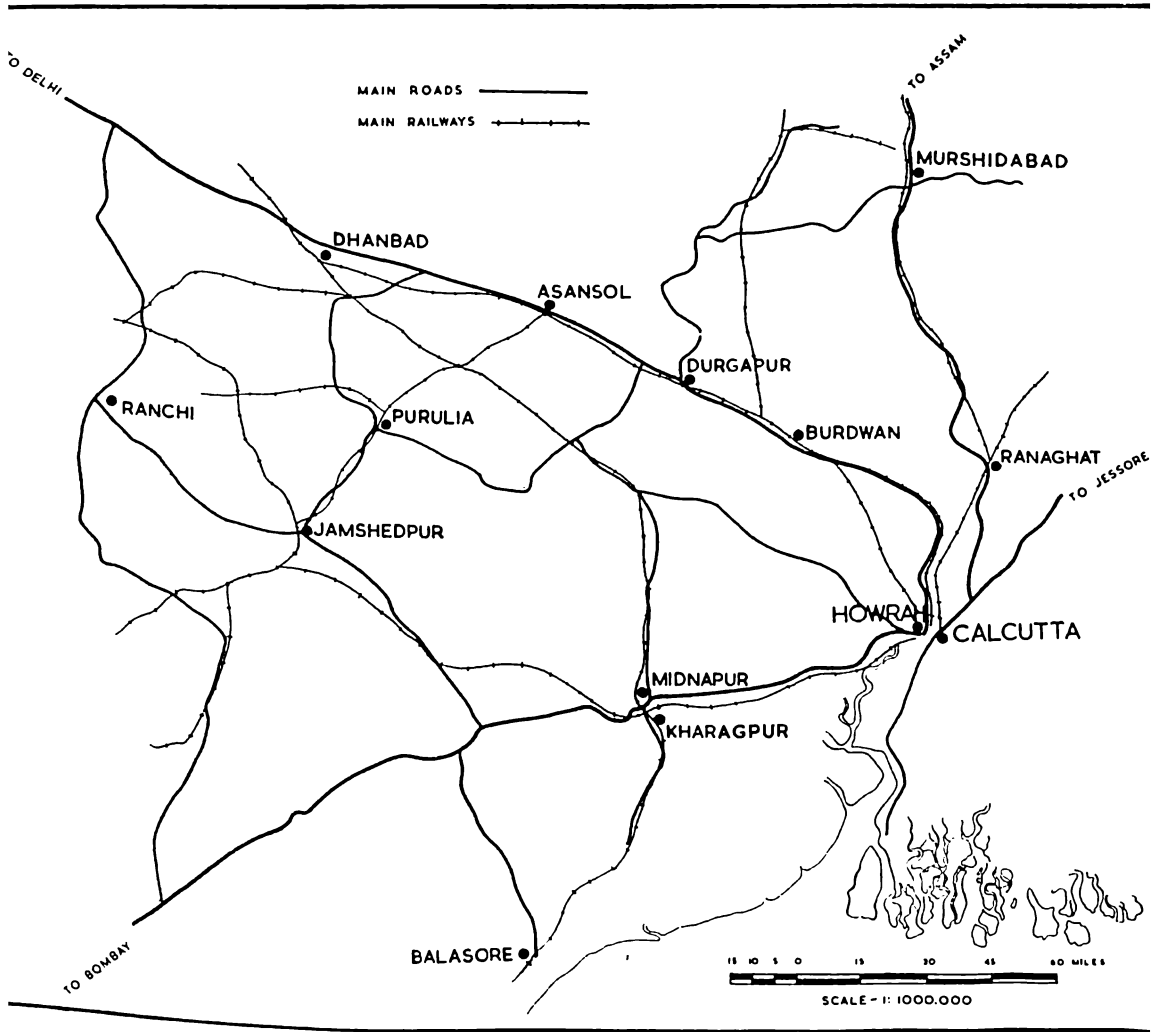 TO DELHI
TO ASSAM
MAIN ROADS
MAIN RAILWAYS
MURSHIDABAD
DHANBAD
ASANSOL
DURGAPUR
RANCHI
PURULIA
BURDWAN
RANAGHAT
TO JESSORE
JAMSHEDPUR
HOWRAH
CALCUTTA
MIDNAPUR
KHARAGPUR
BALASORE
TO BOMBAY
15 10 5 0 15 30 45 60 MILES
SCALE - 1: 1000.000